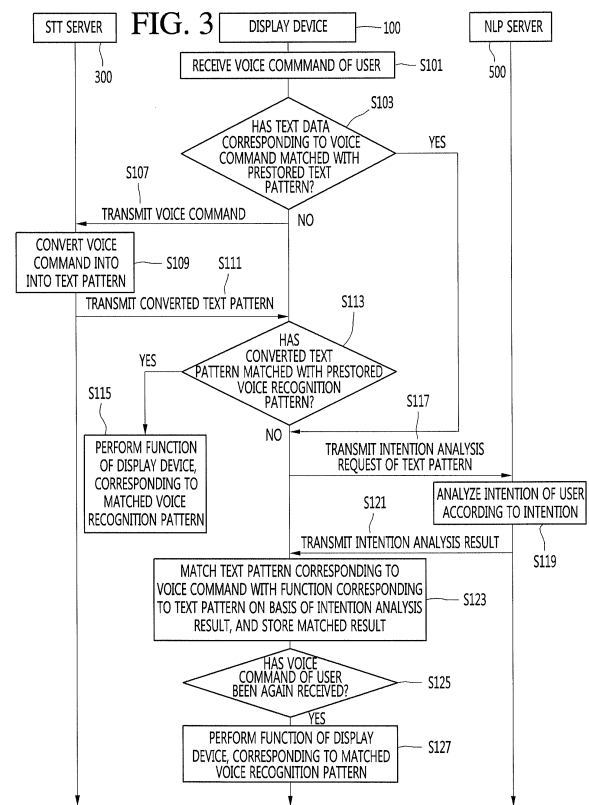 FIG. 3
STT SERVER
300
DISPLAY DEVICE
100
NLP SERVER
500
RECEIVE VOICE COMMMAND OF USER
S101
S103
HAS TEXT DATA
CORRESPONDING TO VOICE
COMMAND MATCHED WITH
PRESTORED TEXT
PATTERN?
YES
NO
S107
TRANSMIT VOICE COMMAND
CONVERT VOICE
COMMAND INTO
INTO TEXT PATTERN
S109
S111
TRANSMIT CONVERTED TEXT PATTERN
S113
HAS
CONVERTED TEXT
PATTERN MATCHED WITH PRESTORED
VOICE RECOGNITION
PATTERN?
YES
NO
S115
PERFORM FUNCTION
OF DISPLAY DEVICE,
CORRESPONDING TO
MATCHED VOICE
RECOGNITION PATTERN
S117
TRANSMIT INTENTION ANALYSIS
REQUEST OF TEXT PATTERN
ANALYZE INTENTION OF USER
ACCORDING TO INTENTION
S119
S121
TRANSMIT INTENTION ANALYSIS RESULT
MATCH TEXT PATTERN CORRESPONDING TO
VOICE COMMAND WITH FUNCTION CORRESPONDING
TO TEXT PATTERN ON BASIS OF INTENTION ANALYSIS
RESULT, AND STORE MATCHED RESULT
S123
HAS VOICE
COMMAND OF USER
BEEN AGAIN RECEIVED?
S125
YES
PERFORM FUNCTION OF DISPLAY
DEVICE, CORRESPONDING TO MATCHED
VOICE RECOGNITION PATTERN
S127